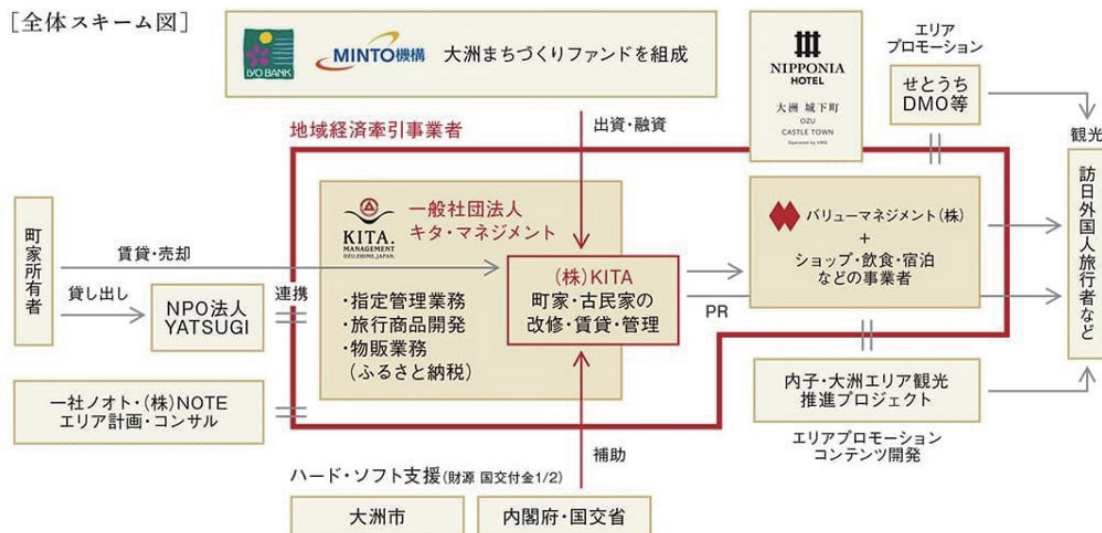 [全体スキーム図]
IYO BANK
MINTO機構
大洲まちづくりファンドを組成
NIPPONIA
HOTEL
大洲 城下町
OZU
CASTLE TOWN
Operated by VMG
エリア
プロモーション
せとうち
DMO等
観光
地域経済牽引事業者
出資・融資
町家所有者
賃貸・売却
貸し出し
NPO法人
YATSUGI
連携
KITA.
MANAGEMENT
OZU,EHIME,JAPAN.
一般社団法人
キタ・マネジメント
・指定管理業務
・旅行商品開発
・物販業務
(ふるさと納税)
(株)KITA
町家・古民家の
改修・賃貸・管理
PR
バリューマネジメント(株)
+
ショップ・飲食・宿泊
などの事業者
訪日外国人旅行者など
一社ノオト・(株)NOTE
エリア計画・コンサル
内子・大洲エリア観光
推進プロジェクト
エリアプロモーション
コンテンツ開発
補助
ハード・ソフト支援(財源 国交付金1/2)
大洲市
内閣府・国交省